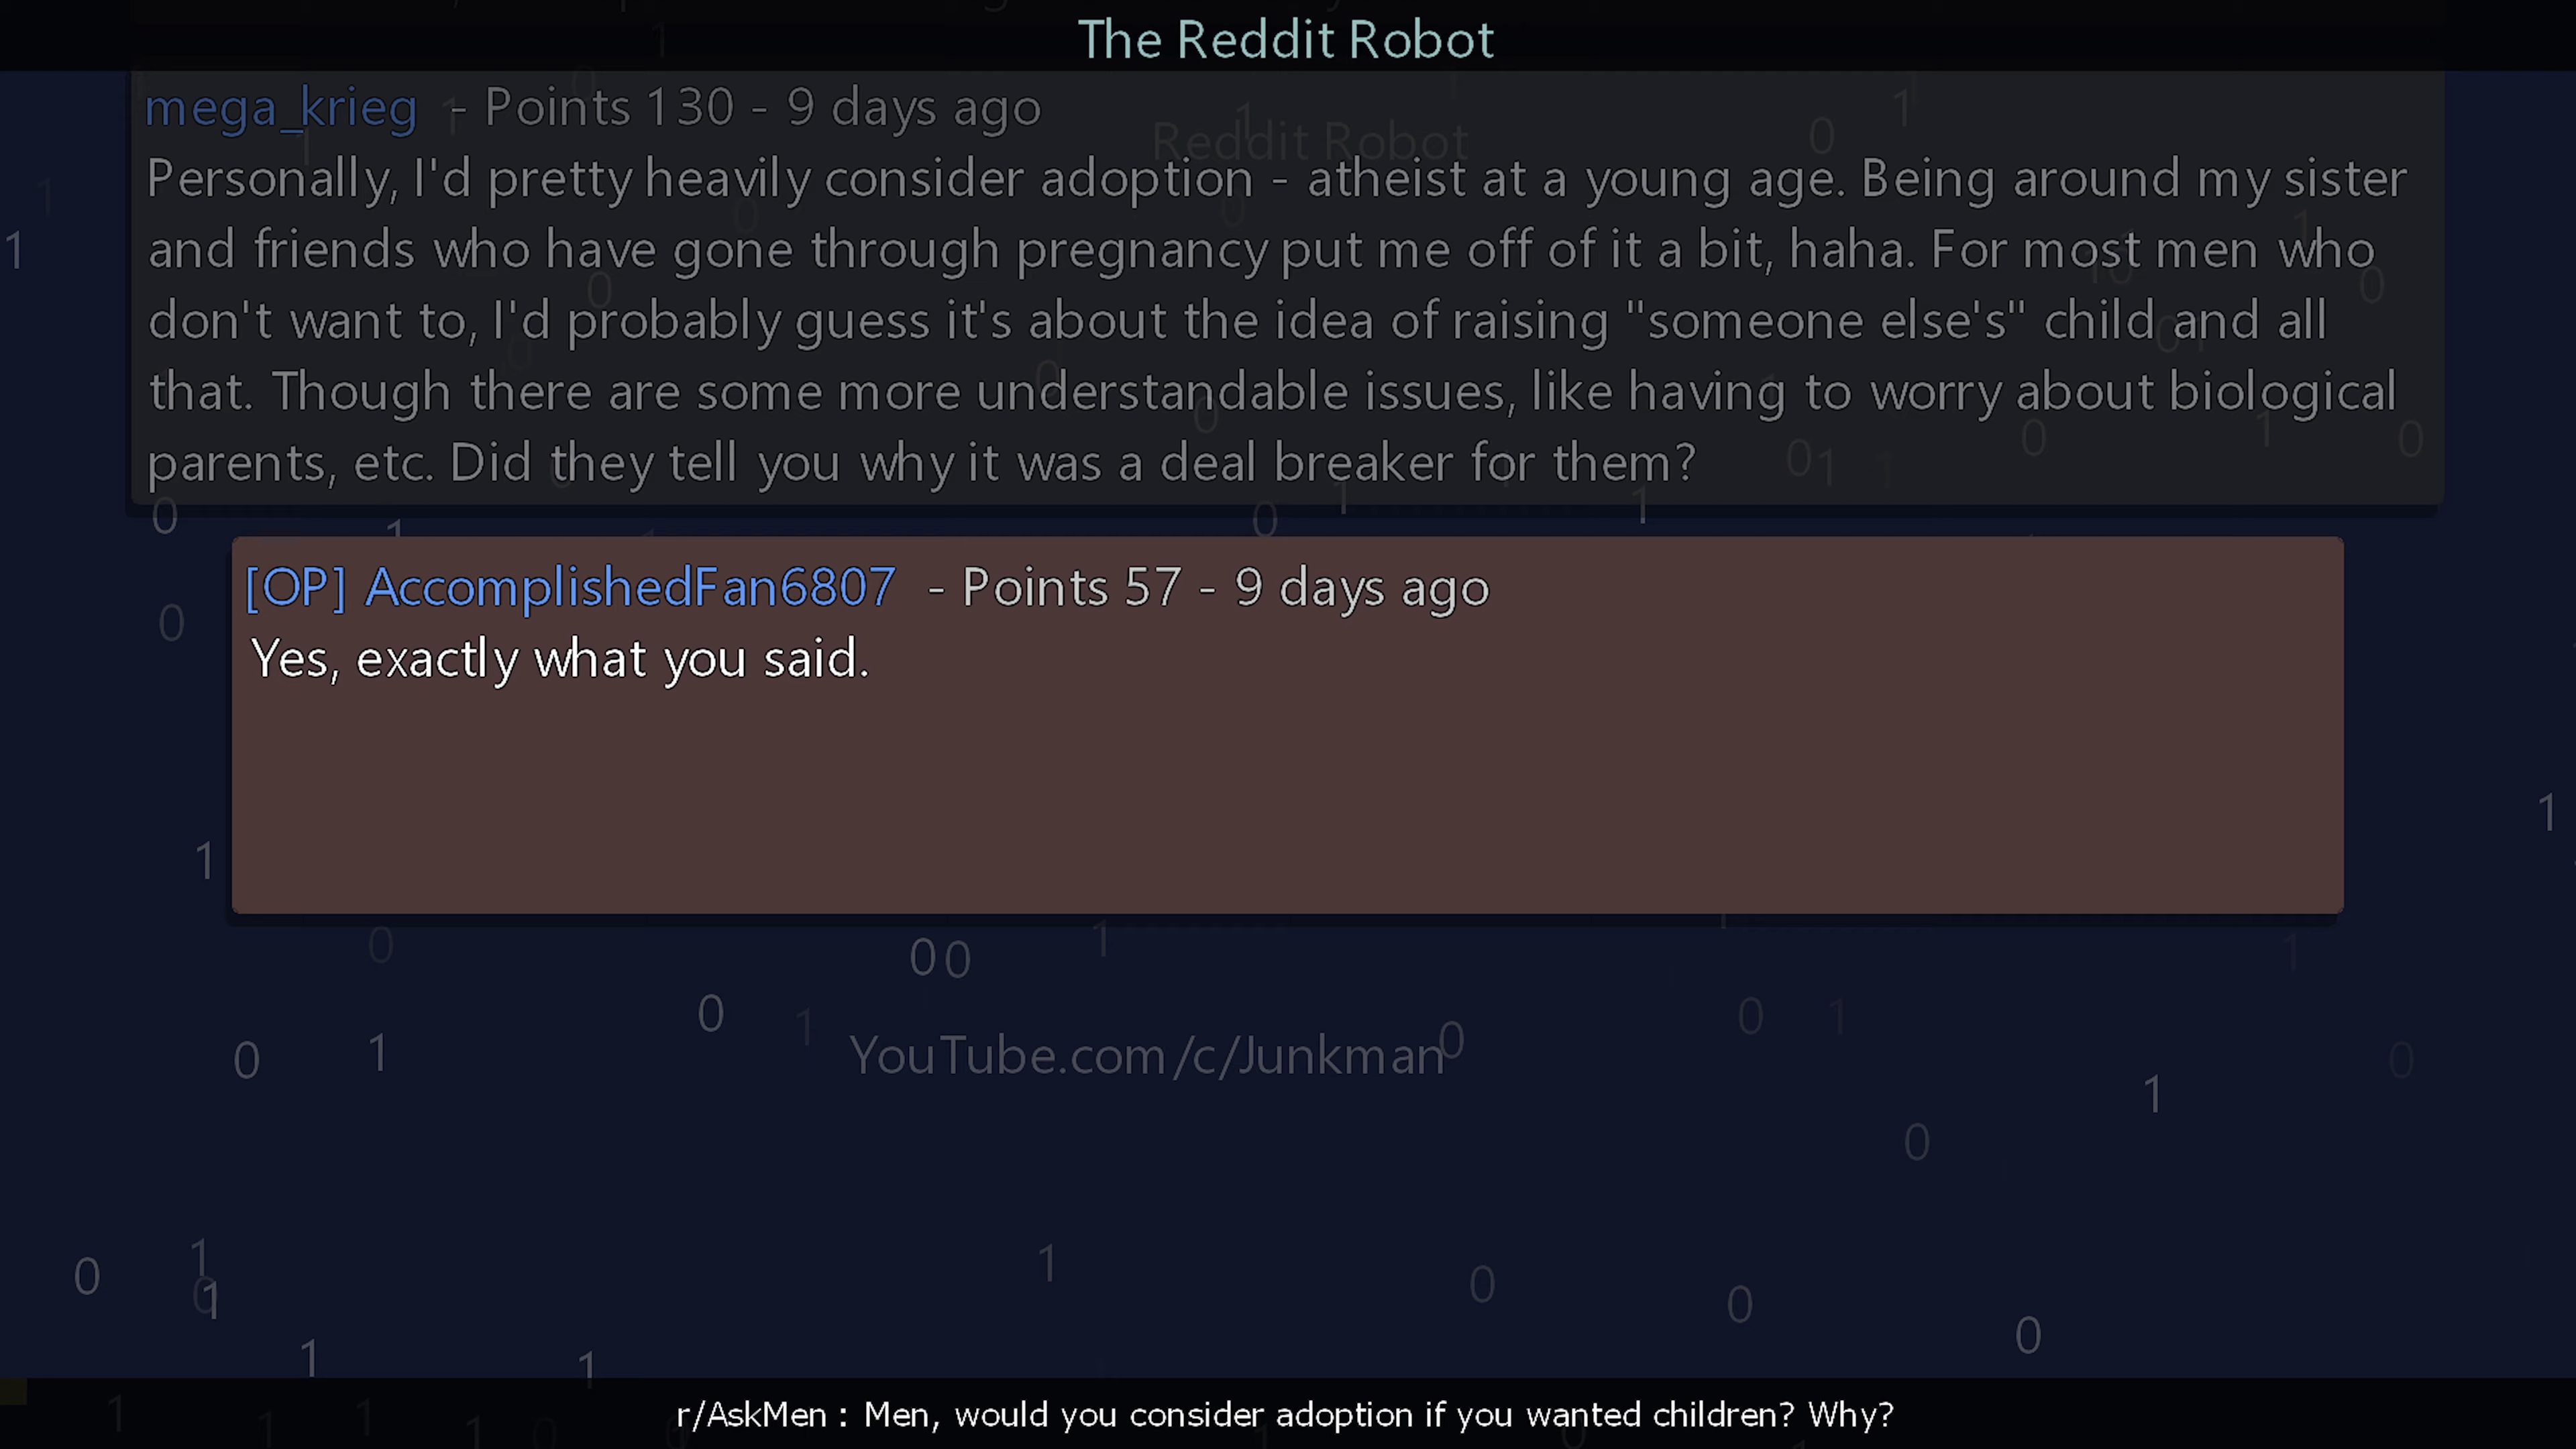 The Reddit Robot
mega_krieg - Points 130 - 9 days ago
Reddit Robot
Personally, I'd pretty heavily consider adoption - atheist at a young age. Being around my sister
and friends who have gone through pregnancy put me off of it a bit, haha. For most men who
don't want to, I'd probably guess it's about the idea of raising "someone else's" child and all
that. Though there are some more understandable issues, like having to worry about biological
parents, etc. Did they tell you why it was a deal breaker for them?
[OP] AccomplishedFan6807 - Points 57 - 9 days ago
Yes, exactly what you said.
YouTube.com/c/Junkman
r/AskMen : Men, would you consider adoption if you wanted children? Why?